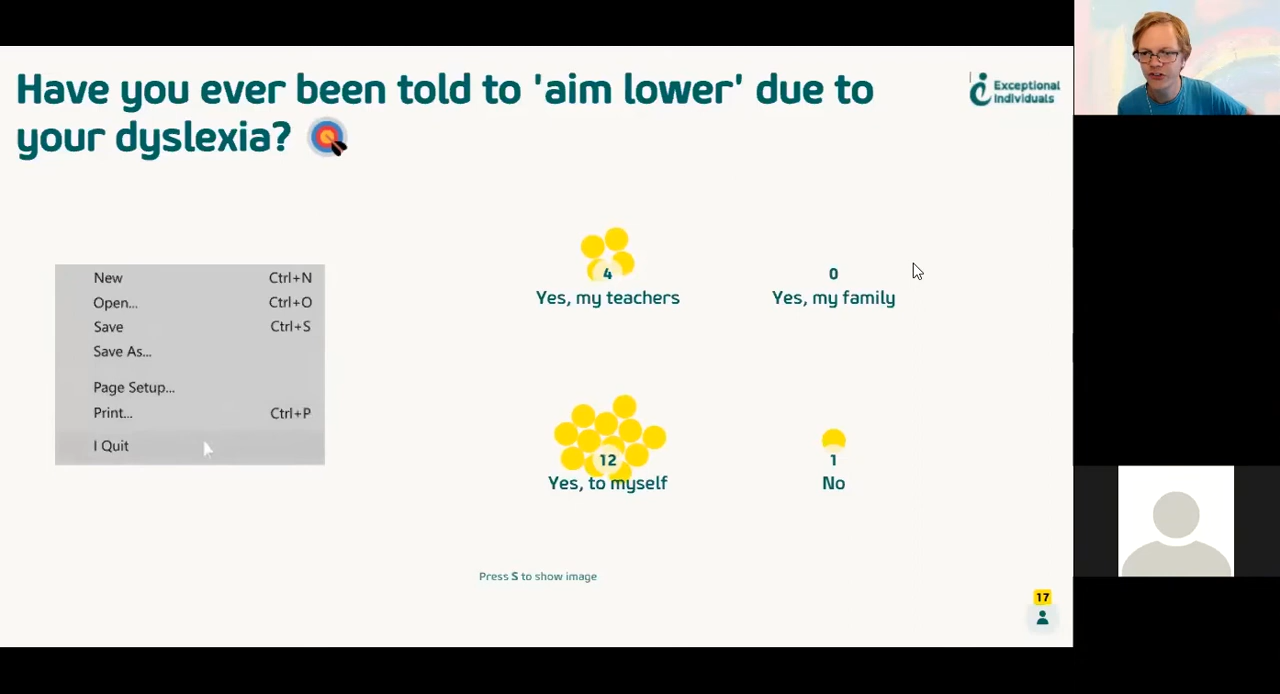 Have you ever been told to 'aim lower' due to
your dyslexia?
Exceptional
Individuals
New Ctrl+N
Open... Ctrl+O
Save Ctrl+S
Save As...
Page Setup...
Print... Ctrl+P
I Quit
4
Yes, my teachers
0
Yes, my family
12
Yes, to myself
1
No
Press S to show image
17